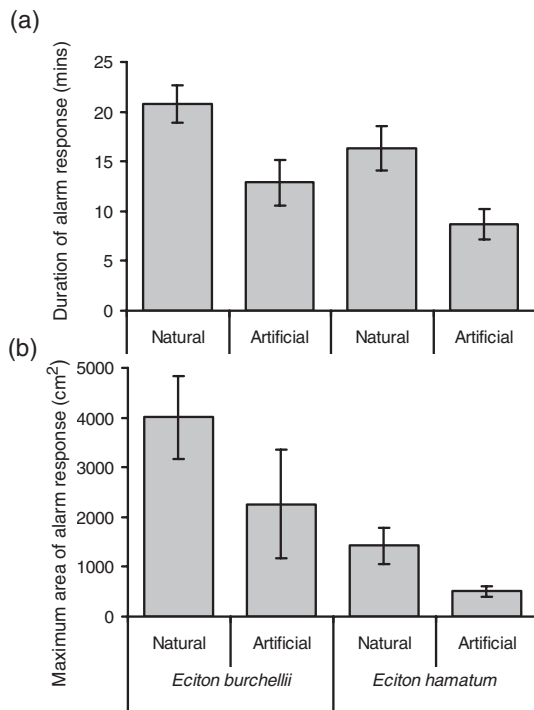 (a)
Duration of alarm response (mins)
25
20
15
10
5
0
Natural Artificial Natural Artificial
(b)
Maximum area of alarm response (cm²)
5000
4000
3000
2000
1000
0
Natural Artificial Natural Artificial
Eciton burchellii Eciton hamatum